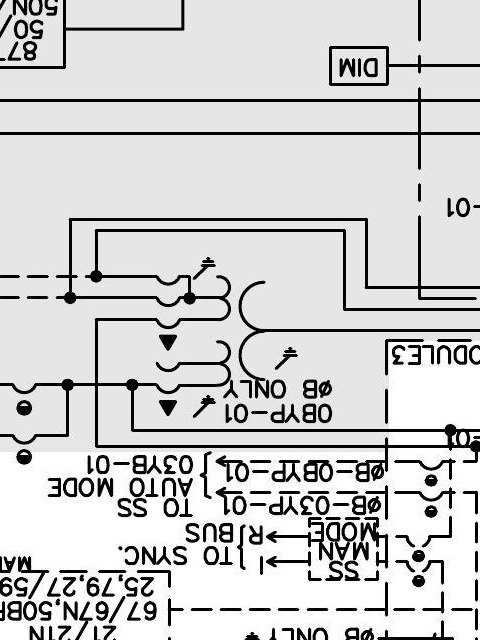 ØB ONLY
21/21N
67/67N,50BF
25,79,27/59
SS
MAN
MODE
TO SYNC.
R BUS
ØB-03YP-01
TO SS
AUTO MODE
03YB-01
ØB-0BYP-01
-01
0BYP-01
ØB ONLY
ODULE3
-01
DIM
87
50/
50N